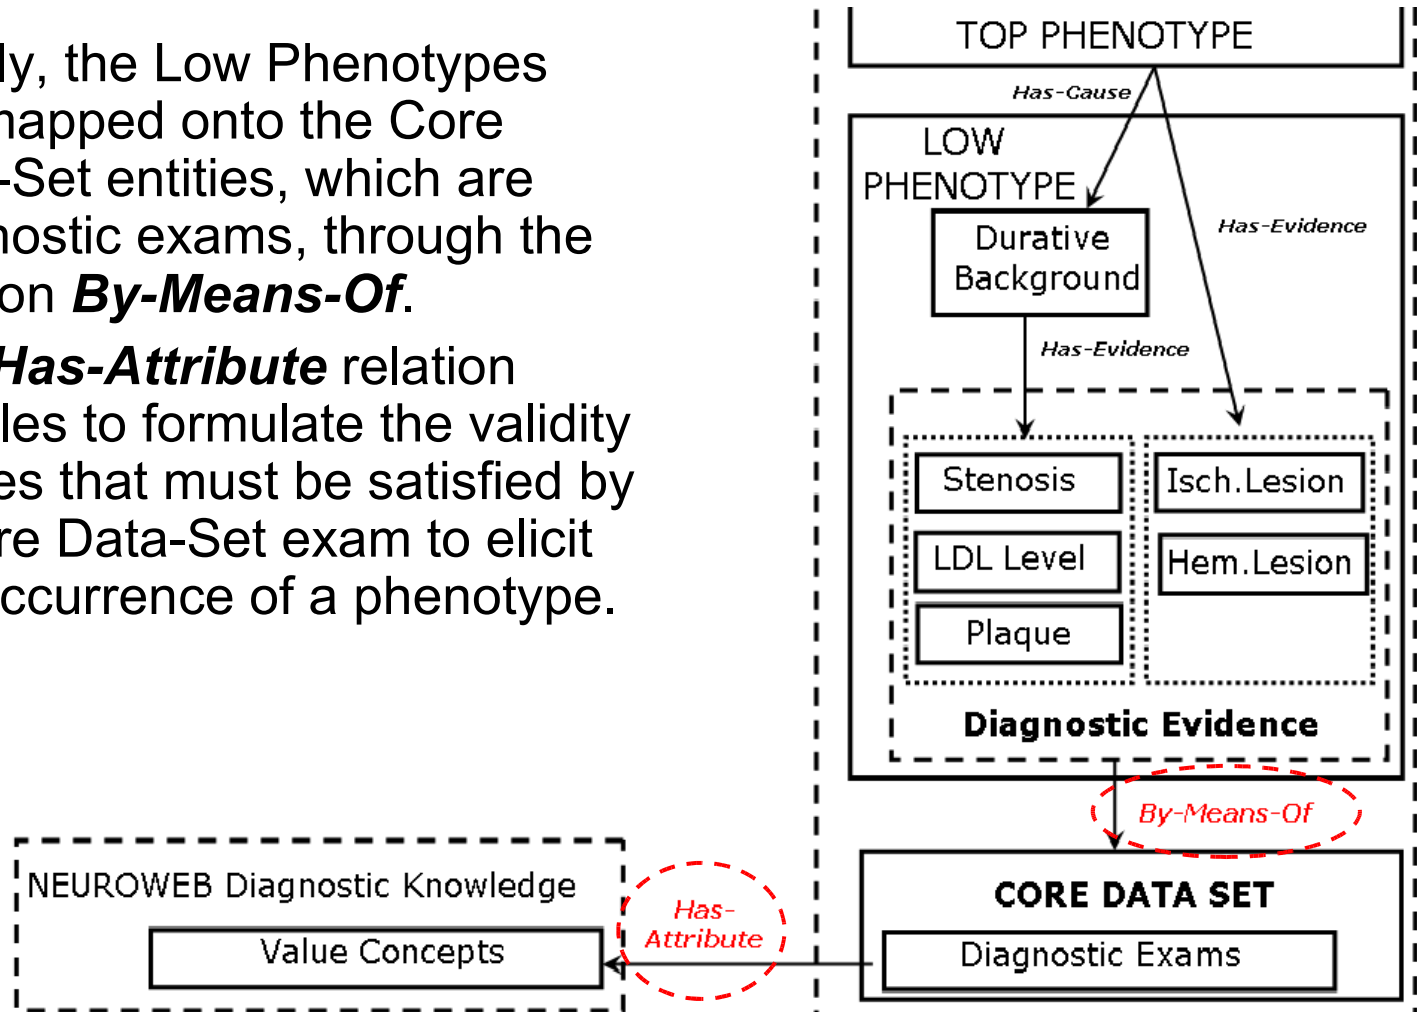 ly, the Low Phenotypes
mapped onto the Core
-Set entities, which are
nostic exams, through the
on By-Means-Of.
Has-Attribute relation
les to formulate the validity
es that must be satisfied by
re Data-Set exam to elicit
ccurrence of a phenotype.
TOP PHENOTYPE
Has-Cause
LOW
PHENOTYPE
Has-Evidence
Durative
Background
Has-Evidence
Stenosis
Isch.Lesion
LDL Level
Hem.Lesion
Plaque
Diagnostic Evidence
By-Means-Of
CORE DATA SET
Diagnostic Exams
Has-
Attribute
NEUROWEB Diagnostic Knowledge
Value Concepts